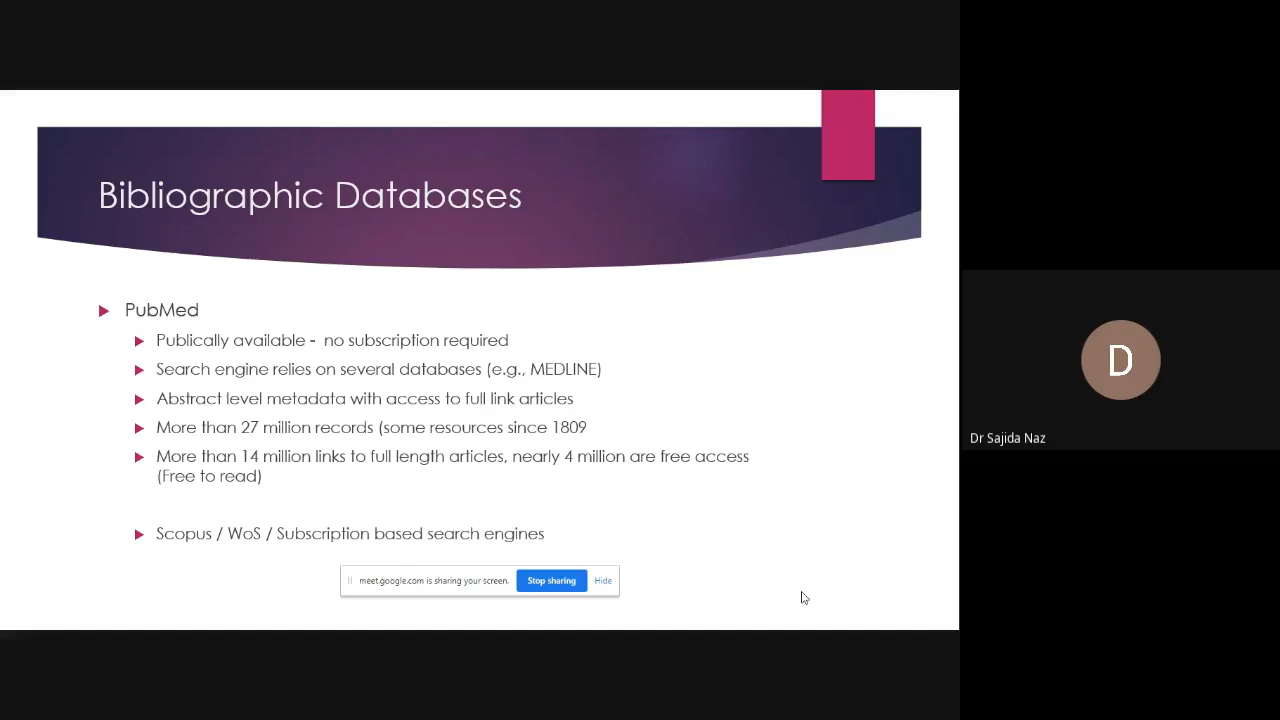 Bibliographic Databases
PubMed
Publically available - no subscription required
Search engine relies on several databases (e.g., MEDLINE)
Abstract level metadata with access to full link articles
More than 27 million records (some resources since 1809
More than 14 million links to full length articles, nearly 4 million are free access
(Free to read)
Scopus / WoS / Subscription based search engines
meet.google.com is sharing your screen. Stop sharing Hide
D
Dr Sajida Naz